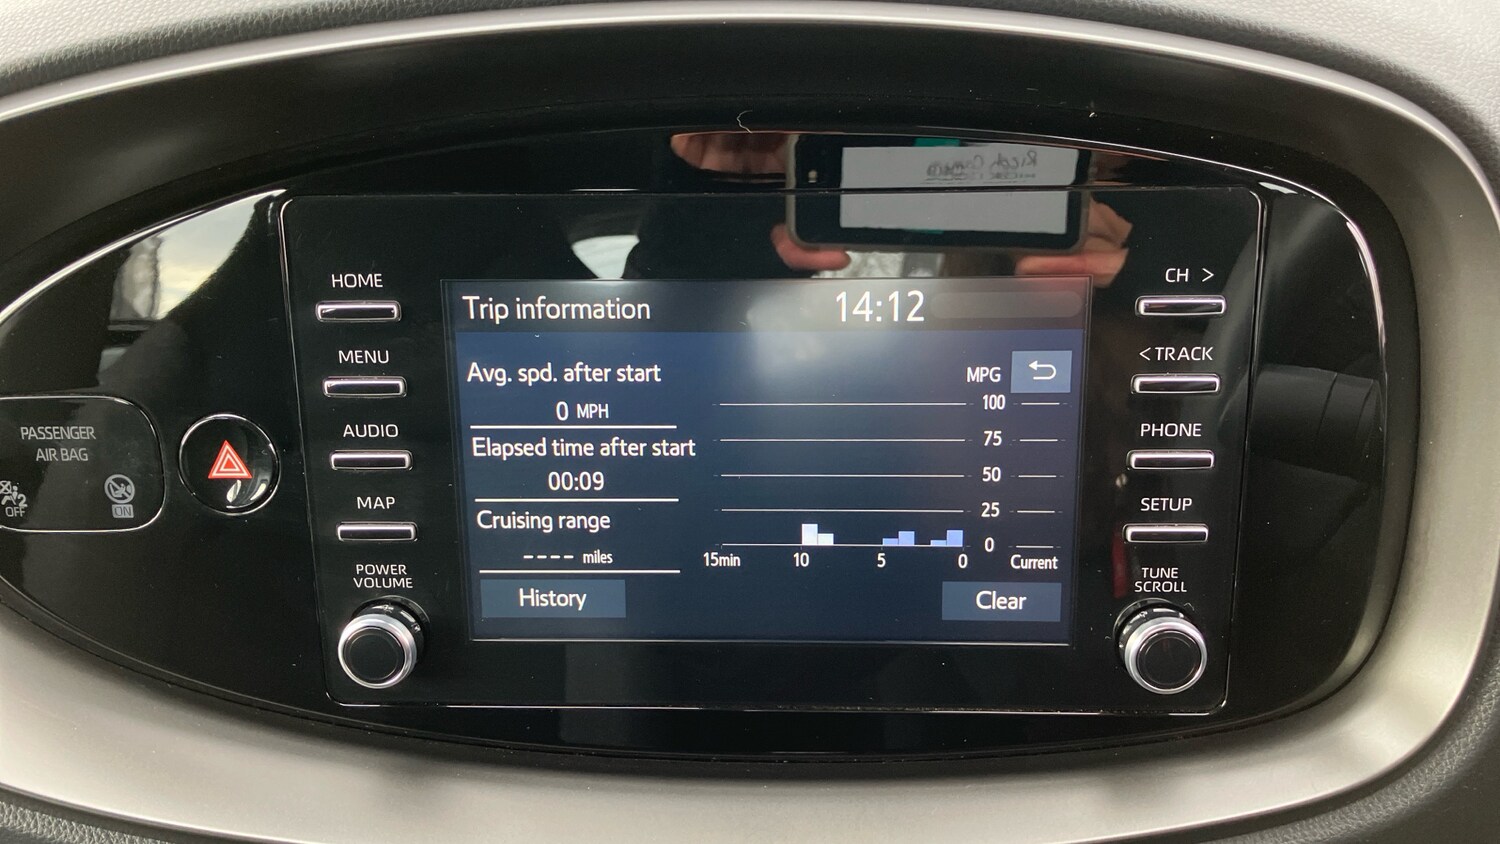 HOME
MENU
AUDIO
MAP
POWER
VOLUME
PASSENGER
AIR BAG
OFF
ON
Trip information
14:12
Avg. spd. after start
0 MPH
Elapsed time after start
00:09
Cruising range
---- miles
History
MPG
100
75
50
25
0
15min 10 5 0 Current
Clear
CH >
< TRACK
PHONE
SETUP
TUNE
SCROLL